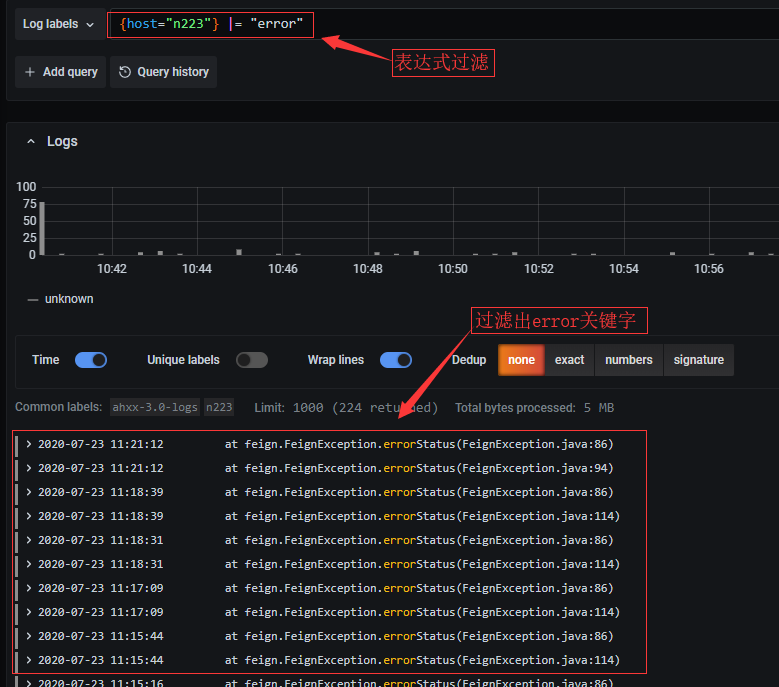 Log labels {host="n223"} |= "error"
表达式过滤
Add query Query history
Logs
100
75
50
25
0
10:42 10:44 10:46 10:48 10:50 10:52 10:54 10:56
unknown
过滤出error关键字
Time Unique labels Wrap lines Dedup none exact numbers signature
Common labels: ahxx-3.0-logs n223 Limit: 1000 (224 returned) Total bytes processed: 5 MB
2020-07-23 11:21:12 at feign.FeignException.errorStatus(FeignException.java:86)
2020-07-23 11:21:12 at feign.FeignException.errorStatus(FeignException.java:94)
2020-07-23 11:18:39 at feign.FeignException.errorStatus(FeignException.java:86)
2020-07-23 11:18:39 at feign.FeignException.errorStatus(FeignException.java:114)
2020-07-23 11:18:31 at feign.FeignException.errorStatus(FeignException.java:86)
2020-07-23 11:18:31 at feign.FeignException.errorStatus(FeignException.java:114)
2020-07-23 11:17:09 at feign.FeignException.errorStatus(FeignException.java:86)
2020-07-23 11:17:09 at feign.FeignException.errorStatus(FeignException.java:114)
2020-07-23 11:15:44 at feign.FeignException.errorStatus(FeignException.java:86)
2020-07-23 11:15:44 at feign.FeignException.errorStatus(FeignException.java:114)
2020-07-23 11:15:16 at feign.FeignException.errorStatus(FeignException.java:86)